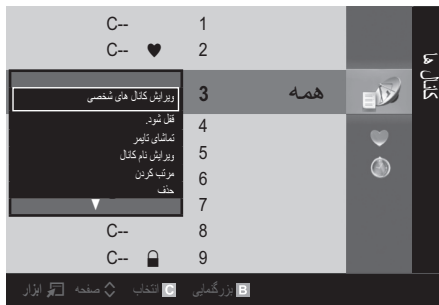 کانال ها
همه
1 C--
2 ♥ C--
3
4
5
6
7
8 C--
9 C--
ویرایش کانال های شخصی
قفل شود.
تماشای تایمر
ویرایش نام کانال
مرتب کردن
حذف
B بزرگنمایی C انتخاب صفحه ابزار